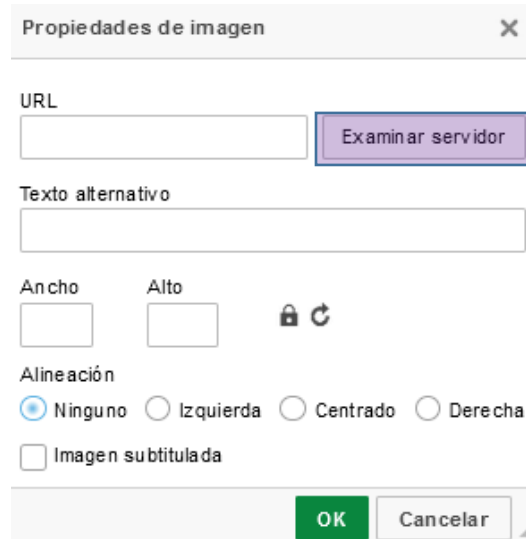 Propiedades de imagen
URL
Examinar servidor
Texto alternativo
Ancho Alto
Alineación
Ninguno Izquierda Centrado Derecha
Imagen subtitulada
OK Cancelar